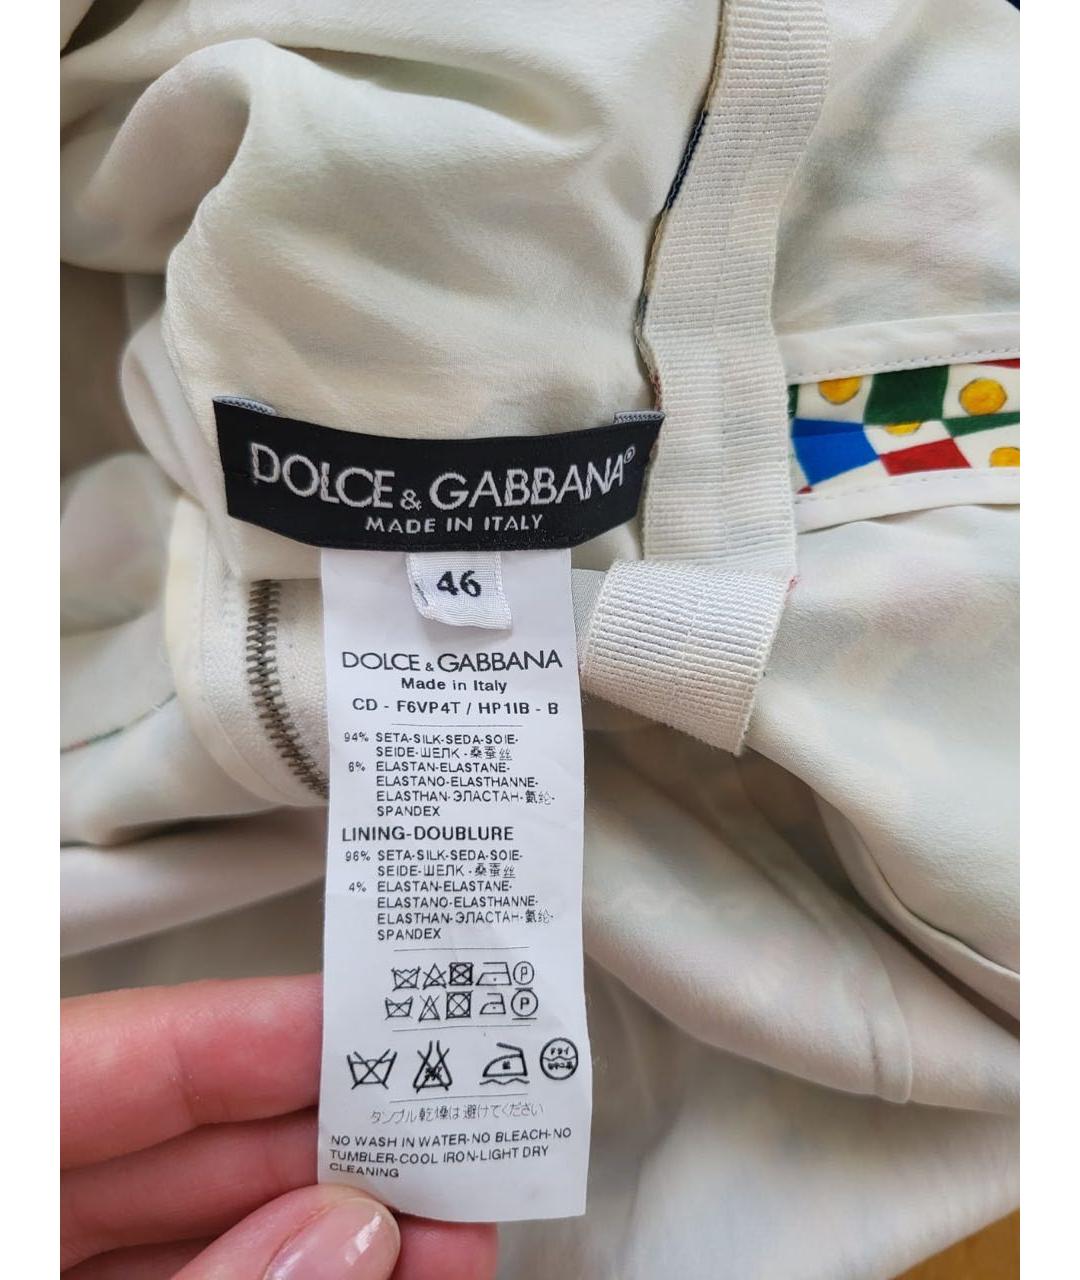 DOLCE & GABBANA®
MADE IN ITALY
46
DOLCE & GABBANA
Made in Italy
CD - F6VP4T / HP1IB - B
94% SETA-SILK-SEDA-SOIE-
SEIDE-ШЕЛК-桑蚕丝
6% ELASTAN-ELASTANE-
ELASTANO-ELASTHANNE-
ELASTHAN-ЭЛАСТАН-氨纶-
SPANDEX
LINING-DOUBLURE
96% SETA-SILK-SEDA-SOIE-
SEIDE-ШЕЛК-桑蚕丝
4% ELASTAN-ELASTANE-
ELASTANO-ELASTHANNE-
ELASTHAN-ЭЛАСТАН-氨纶-
SPANDEX
P
P
ドライ
タンブル乾燥は避けてください
NO WASH IN WATER-NO BLEACH-NO
TUMBLER-COOL IRON-LIGHT DRY
CLEANING